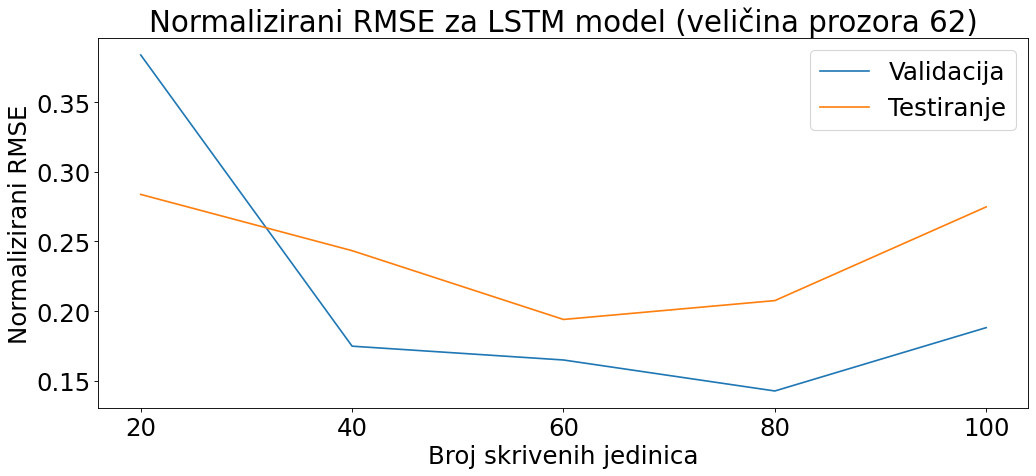 Normalizirani RMSE za LSTM model (veličina prozora 62)
Validacija
Testiranje
Normalizirani RMSE
0.35
0.30
0.25
0.20
0.15
20 40 60 80 100
Broj skrivenih jedinica